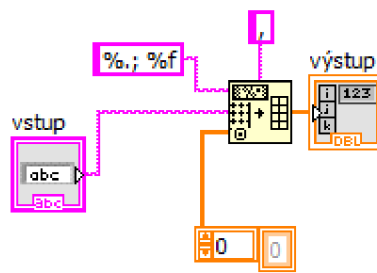 ,
%.; %f
výstup
i
j
k
123
DBL
vstup
abc
abc
0
0